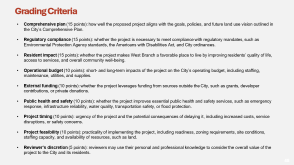 Grading Criteria
• Comprehensive plan (15 points): how well the proposed project aligns with the goals, policies, and future land use vision outlined in
the City's Comprehensive Plan.
• Regulatory compliance (15 points): whether the project is necessary to meet compliance with regulatory mandates, such as
Environmental Protection Agency standards, the Americans with Disabilities Act, and City ordinances.
• Resident impact (15 points): whether the project makes West Branch a favorable place to live by improving residents' quality of life,
access to services, and overall community well-being.
• Operational budget (10 points): short- and long-term impacts of the project on the City's operating budget, including staffing,
maintenance, utilities, and supplies.
• External funding (10 points): whether the project leverages funding from sources outside the City, such as grants, developer
contributions, or private donations.
• Public health and safety (10 points): whether the project improves essential public health and safety services, such as emergency
response, infrastructure reliability, water quality, transportation safety, or flood protection.
• Project timing (10 points): urgency of the project and the potential consequences of delaying it, including increased costs, service
disruptions, or safety concerns.
• Project feasibility (10 points): practicality of implementing the project, including readiness, zoning requirements, site conditions,
staffing capacity, and availability of resources, such as land.
• Reviewer's discretion (5 points): reviewers may use their personal and professional knowledge to consider the overall value of the
project to the City and its residents.